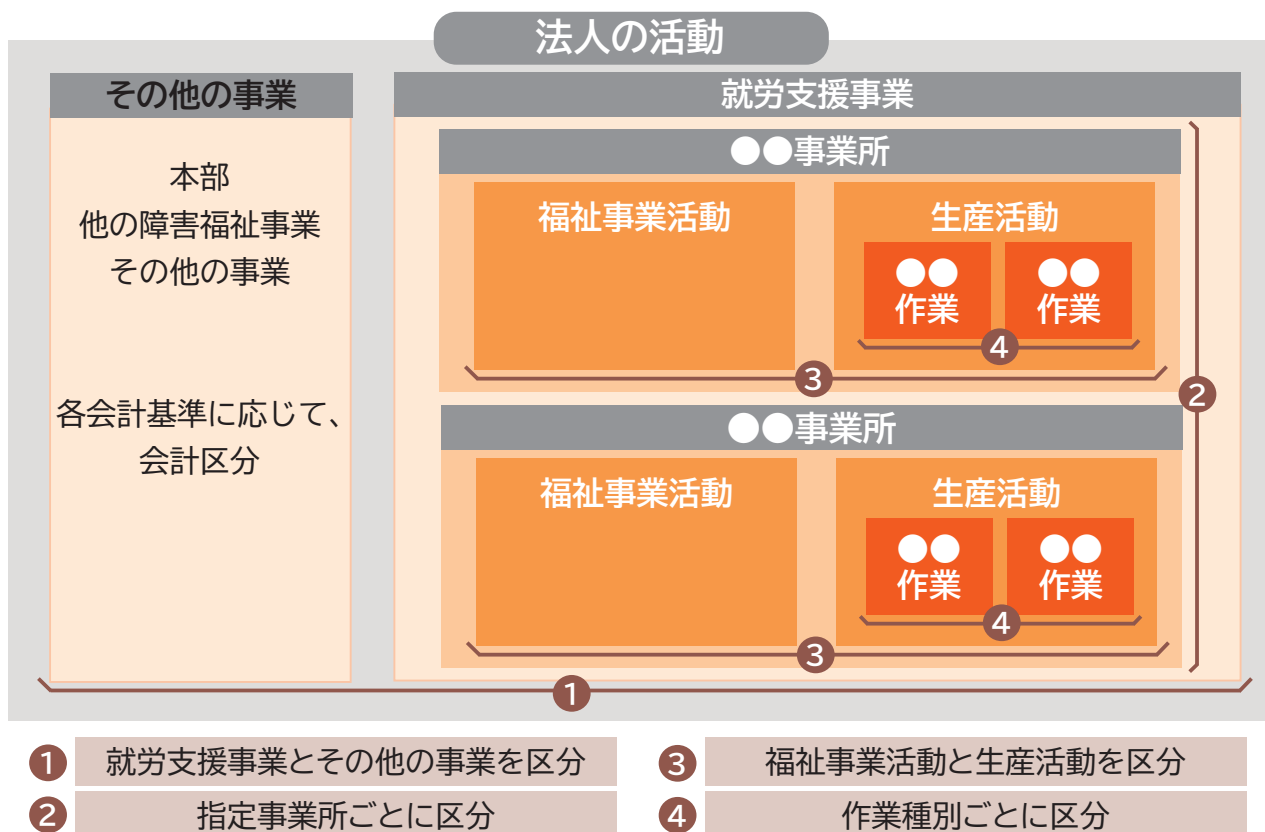 法人の活動
その他の事業
本部
他の障害福祉事業
その他の事業
各会計基準に応じて、
会計区分
就労支援事業
●●事業所
福祉事業活動
生産活動
●●
作業
●●
作業
4
3
●●事業所
福祉事業活動
生産活動
●●
作業
●●
作業
4
3
2
1
1 就労支援事業とその他の事業を区分
2 指定事業所ごとに区分
3 福祉事業活動と生産活動を区分
4 作業種別ごとに区分